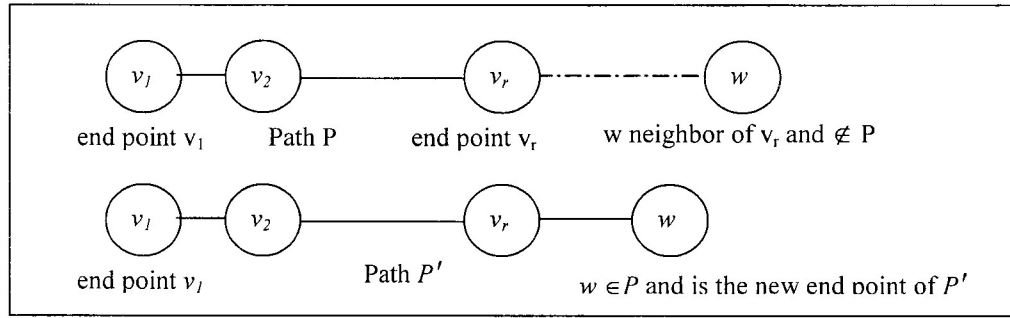 v₁ v₂ vᵣ w
end point v₁ Path P end point vᵣ w neighbor of vᵣ and ∉ P
v₁ v₂ vᵣ w
end point v₁ Path P′ w ∈ P and is the new end point of P′